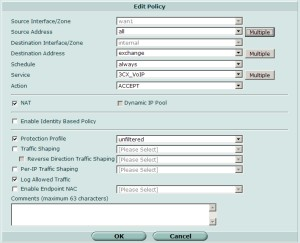 Edit Policy
Source Interface/Zone wan1
Source Address all Multiple
Destination Interface/Zone internal
Destination Address exchange Multiple
Schedule always
Service 3CX_VoIP Multiple
Action ACCEPT
NAT Dynamic IP Pool
Enable Identity Based Policy
Protection Profile unfiltered
Traffic Shaping [Please Select]
Reverse Direction Traffic Shaping [Please Select]
Per-IP Traffic Shaping [Please Select]
Log Allowed Traffic
Enable Endpoint NAC [Please Select]
Comments (maximum 63 characters)
OK Cancel